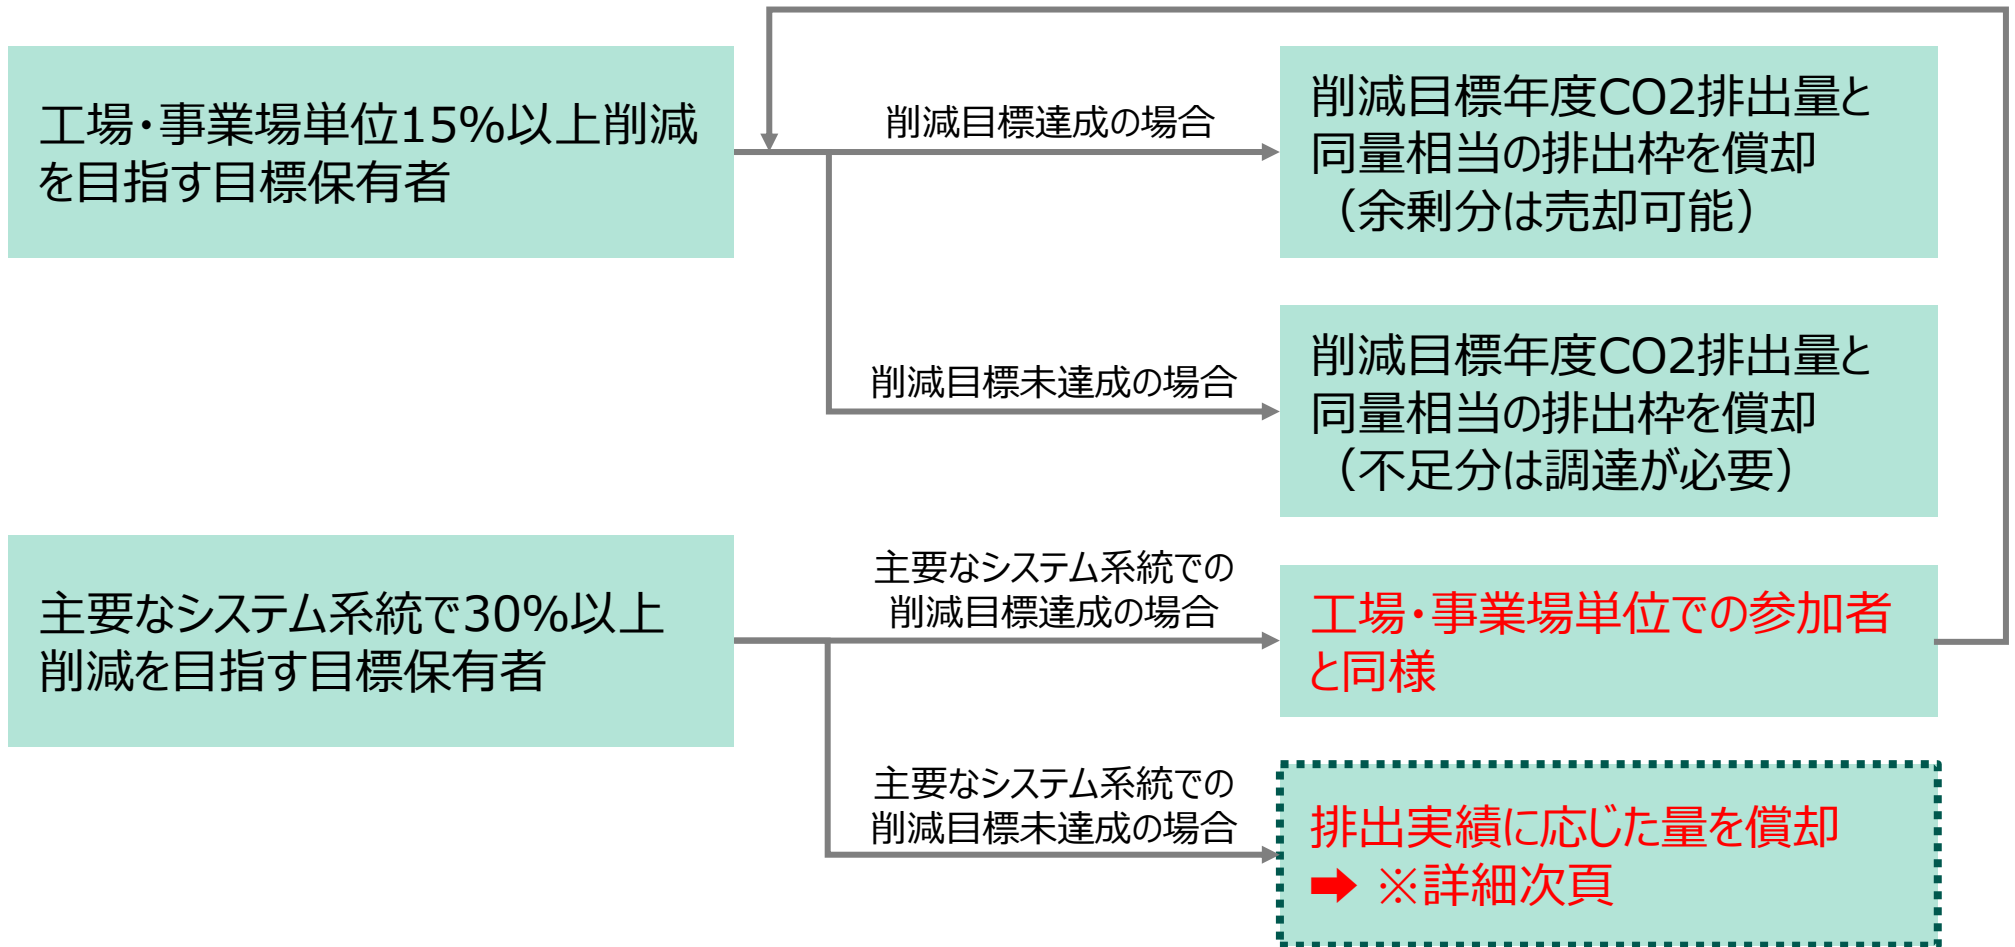 工場・事業場単位15%以上削減
を目指す目標保有者
削減目標達成の場合
削減目標年度CO2排出量と
同量相当の排出枠を償却
（余剰分は売却可能）
削減目標未達成の場合
削減目標年度CO2排出量と
同量相当の排出枠を償却
（不足分は調達が必要）
主要なシステム系統で30%以上
削減を目指す目標保有者
主要なシステム系統での
削減目標達成の場合
工場・事業場単位での参加者
と同様
主要なシステム系統での
削減目標未達成の場合
排出実績に応じた量を償却
➡ ※詳細次頁